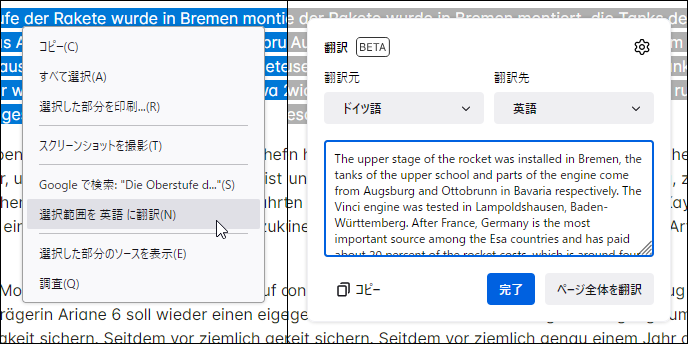 ufe der Rakete wurde in Bremen montie
コピー(C)
すべて選択(A)
選択した部分を印刷...(R)
スクリーンショットを撮影(T)
Google で検索: "Die Oberstufe d..."(S)
選択範囲を 英語 に翻訳(N)
選択した部分のソースを表示(E)
調査(Q)
rägerin Ariane 6 soll wieder einen eige
gkeit sichern. Seitdem vor ziemlich ge
der Rakete wurde in Bremen montiert, die Tanks de
翻訳 BETA
翻訳元
翻訳先
ドイツ語
英語
The upper stage of the rocket was installed in Bremen, the
tanks of the upper school and parts of the engine come
from Augsburg and Ottobrunn in Bavaria respectively. The
Vinci engine was tested in Lampoldshausen, Baden-
Württemberg. After France, Germany is the most
important source among the Esa countries and has paid
about 20 percent of the rocket costs, which is around four
コピー
完了
ページ全体を翻訳
keit sichern. Seitdem vor ziemlich genau einem Jahr d